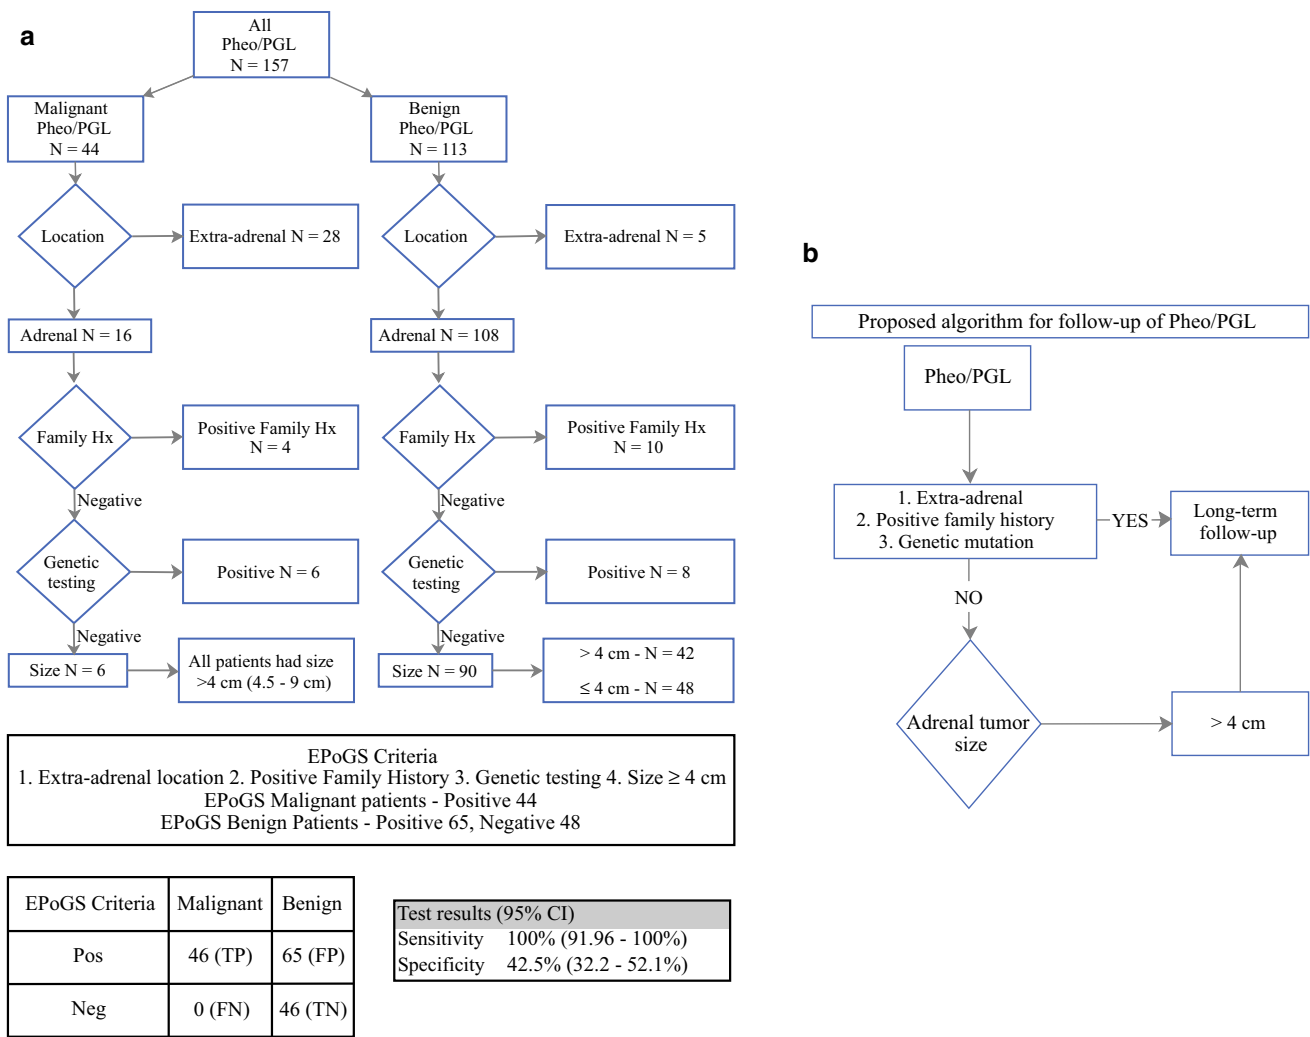 a
All
Pheo/PGL
N = 157
Malignant
Pheo/PGL
N = 44
Benign
Pheo/PGL
N = 113
Location
Extra-adrenal N = 28
Location
Extra-adrenal N = 5
Adrenal N = 16
Adrenal N = 108
Family Hx
Positive Family Hx
N = 4
Family Hx
Positive Family Hx
N = 10
Negative
Negative
Genetic
testing
Positive N = 6
Genetic
testing
Positive N = 8
Negative
Negative
Size N = 6
All patients had size
>4 cm (4.5 - 9 cm)
Size N = 90
> 4 cm - N = 42
≤ 4 cm - N = 48
EPoGS Criteria
1. Extra-adrenal location 2. Positive Family History 3. Genetic testing 4. Size ≥ 4 cm
EPoGS Malignant patients - Positive 44
EPoGS Benign Patients - Positive 65, Negative 48
EPoGS Criteria Malignant Benign
Pos 46 (TP) 65 (FP)
Neg 0 (FN) 46 (TN)
Test results (95% CI)
Sensitivity 100% (91.96 - 100%)
Specificity 42.5% (32.2 - 52.1%)
b
Proposed algorithm for follow-up of Pheo/PGL
Pheo/PGL
1. Extra-adrenal
2. Positive family history
3. Genetic mutation
YES
Long-term
follow-up
NO
Adrenal tumor
size
> 4 cm